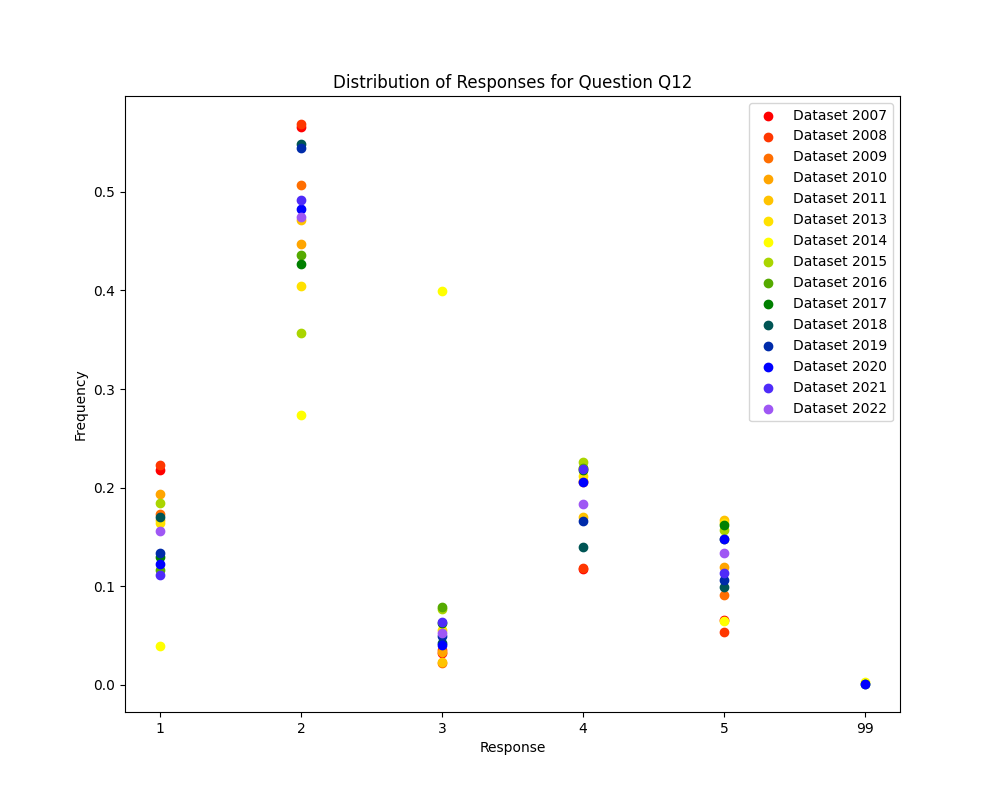 Distribution of Responses for Question Q12
Dataset 2007
Dataset 2008
Dataset 2009
Dataset 2010
Dataset 2011
Dataset 2013
Dataset 2014
Dataset 2015
Dataset 2016
Dataset 2017
Dataset 2018
Dataset 2019
Dataset 2020
Dataset 2021
Dataset 2022
Frequency
0.5
0.4
0.3
0.2
0.1
0.0
1 2 3 4 5 99
Response